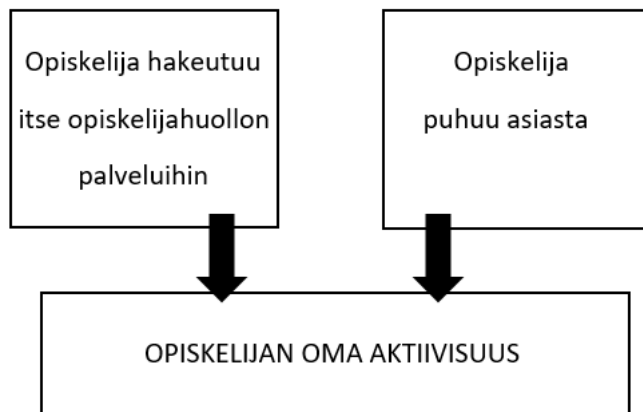 Opiskelija hakeutuu
itse opiskelijahuollon
palveluihin
Opiskelija
puhuu asiasta
OPISKELIJAN OMA AKTIIVISUUS